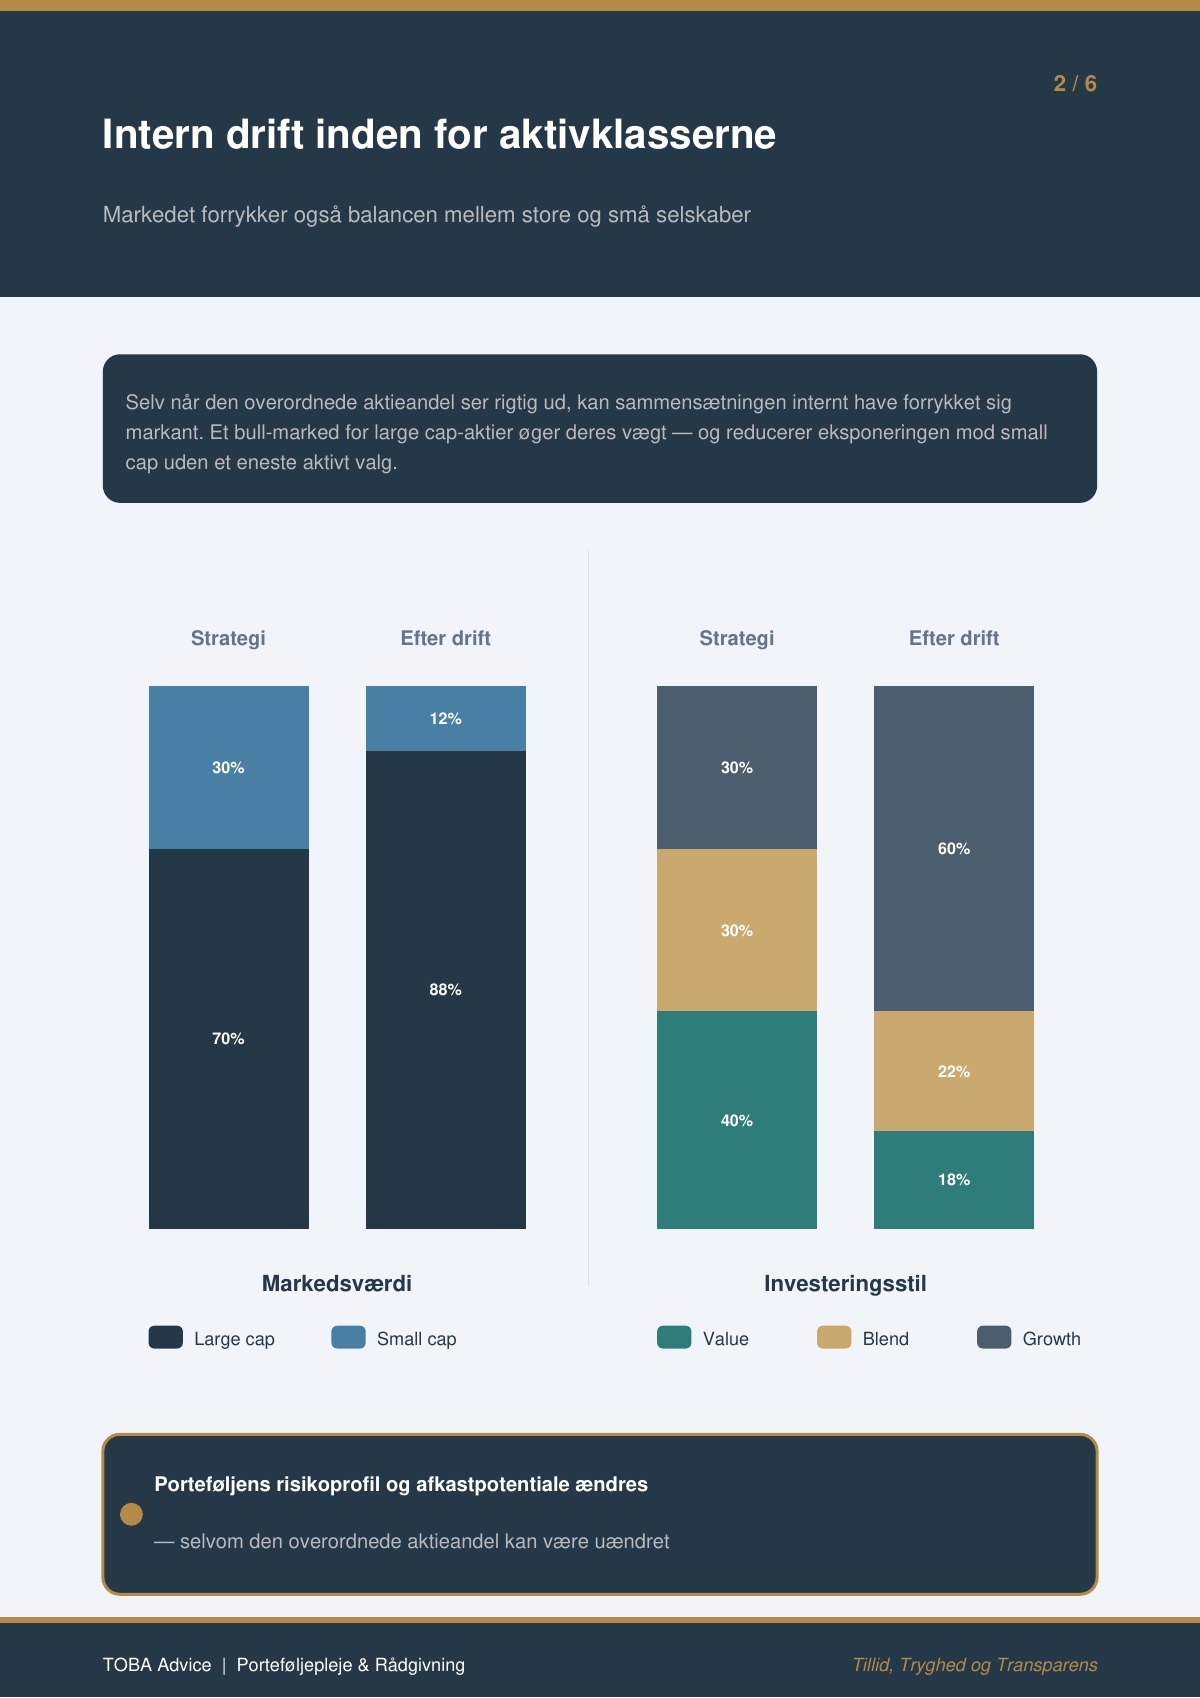 2 / 6
Intern drift inden for aktivklasserne
Markedet forrykker også balancen mellem store og små selskaber
Selv når den overordnede aktieandel ser rigtig ud, kan sammensætningen internt have forrykket sig
markant. Et bull-marked for large cap-aktier øger deres vægt — og reducerer eksponeringen mod small
cap uden et eneste aktivt valg.
Strategi
Efter drift
30%
12%
70%
88%
Markedsværdi
Large cap
Small cap
Strategi
Efter drift
30%
60%
30%
22%
40%
18%
Investeringsstil
Value
Blend
Growth
Porteføljens risikoprofil og afkastpotentiale ændres
— selvom den overordnede aktieandel kan være uændret
TOBA Advice | Porteføljepleje & Rådgivning
Tillid, Tryghed og Transparens